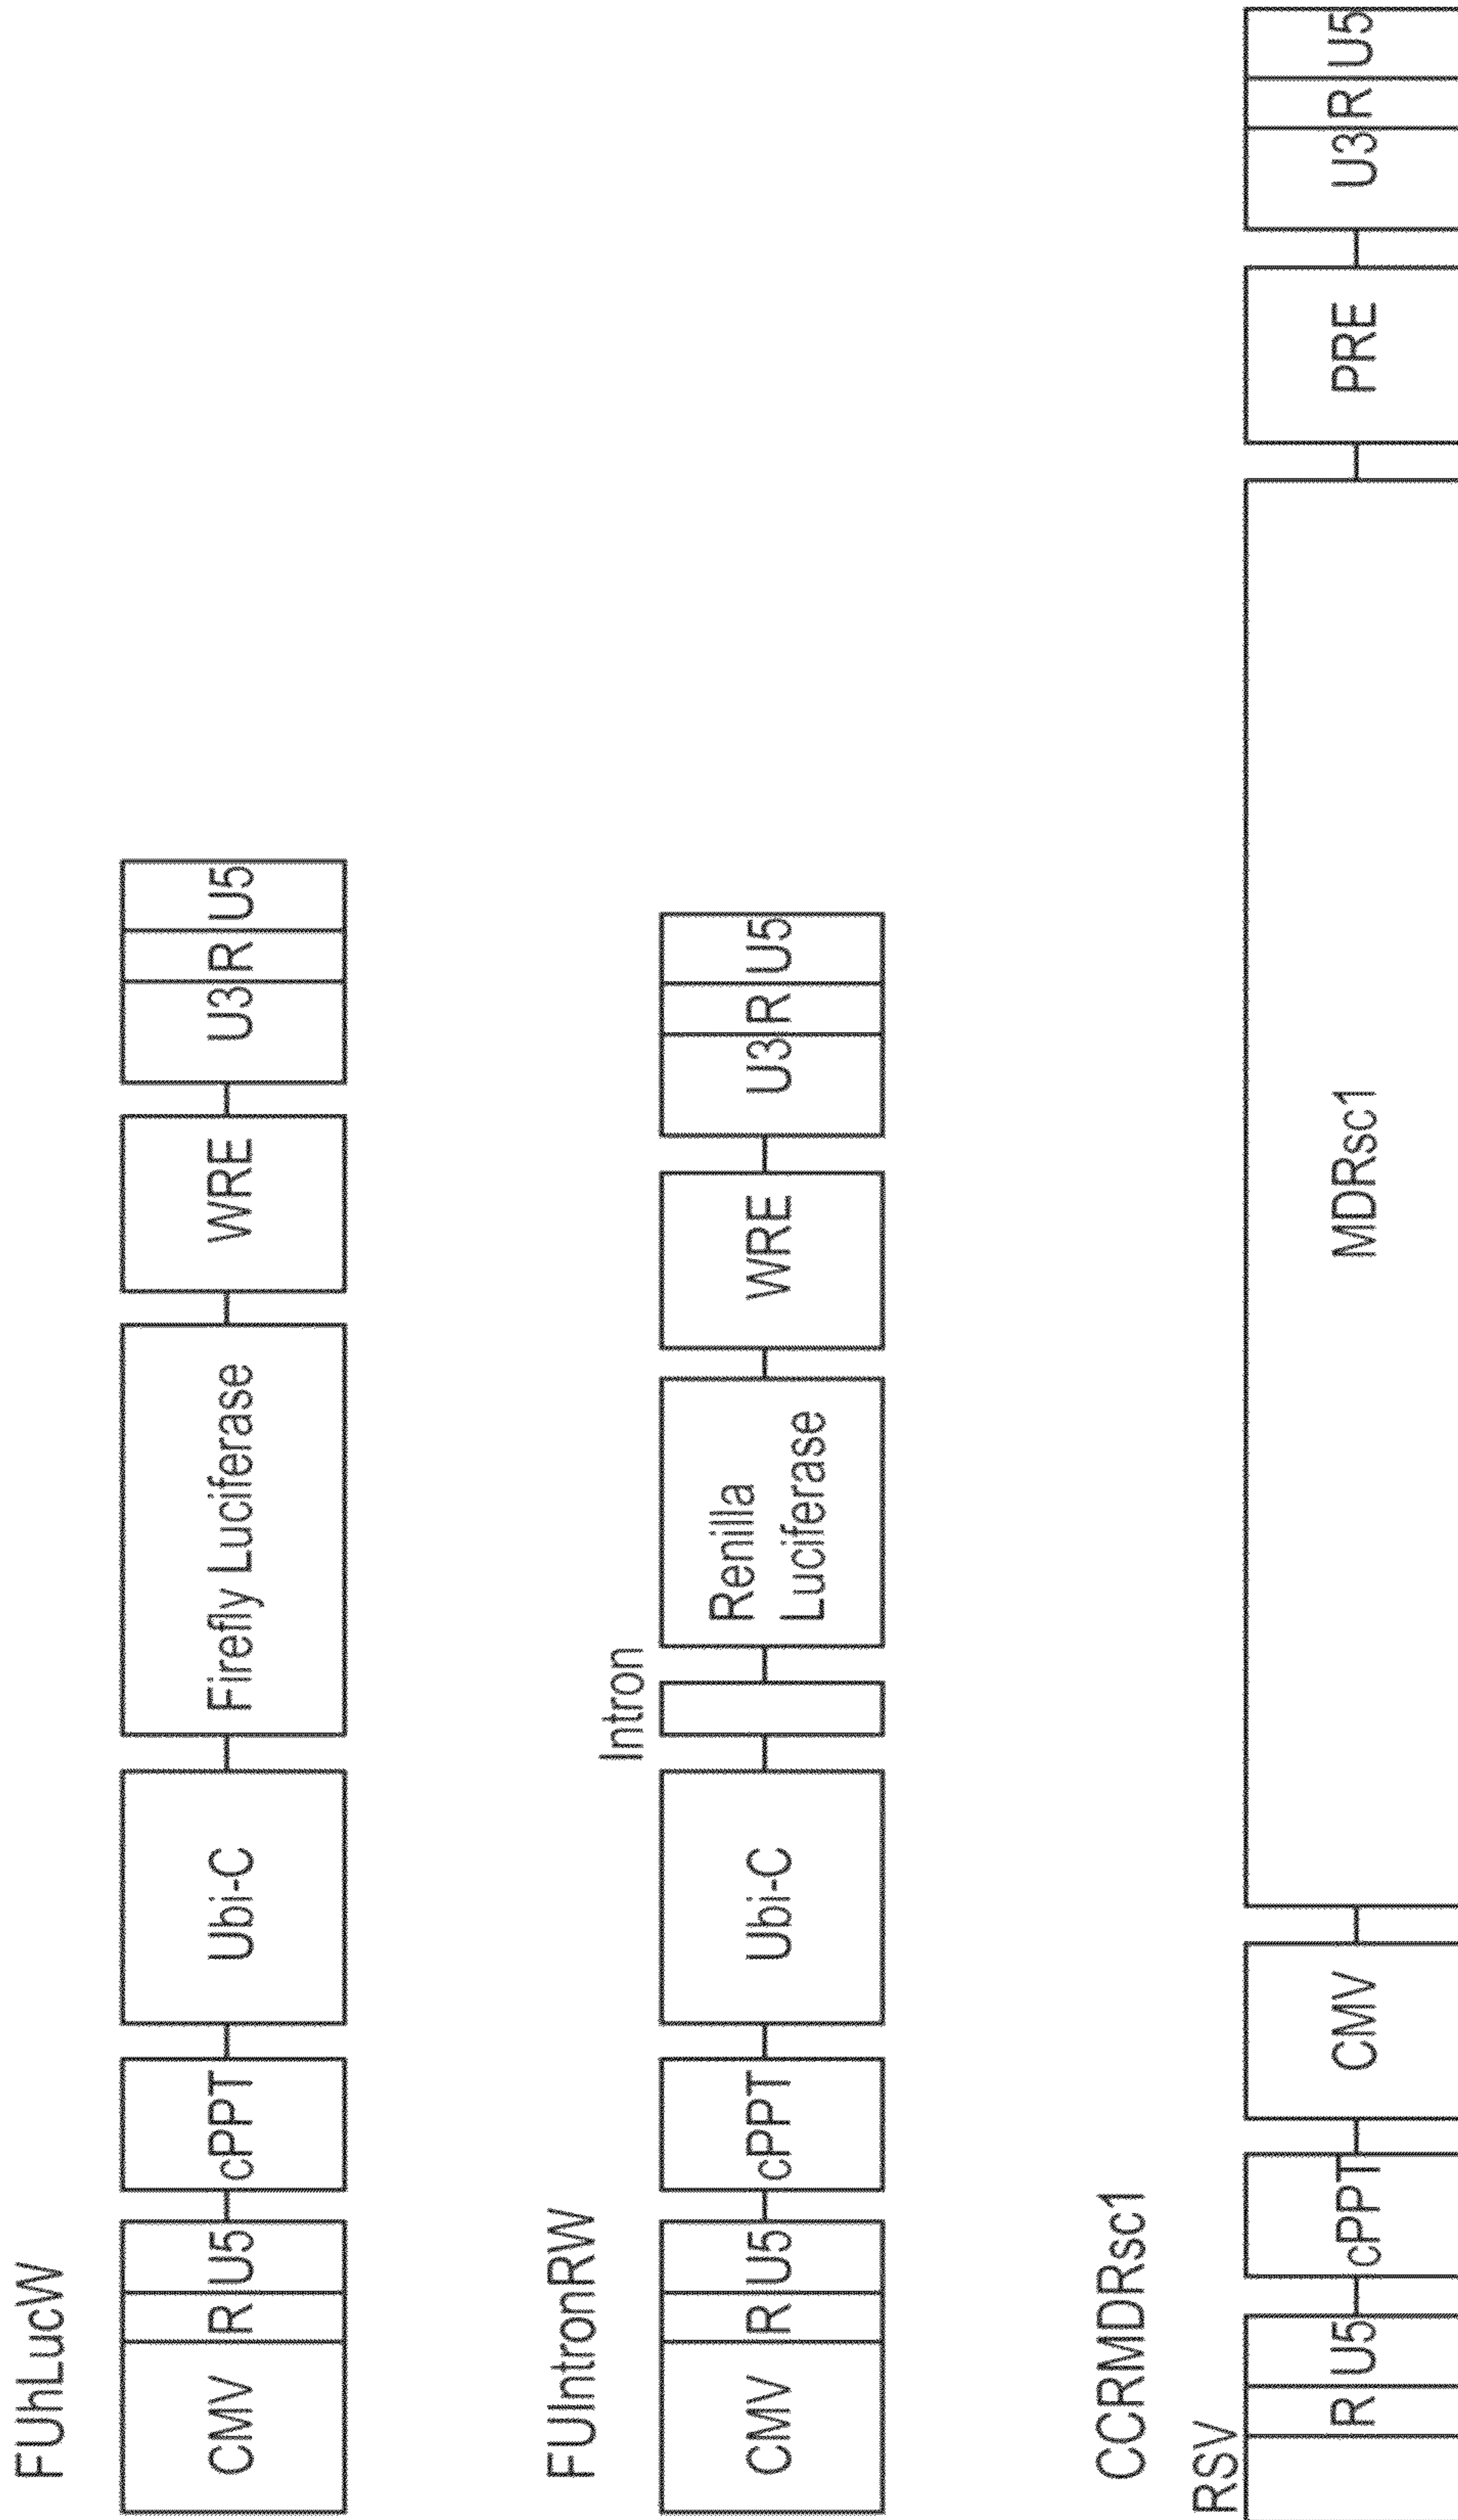 FUhLucW
CMV R U5 cPPT Ubi-C Firefly Luciferase WRE U3 R U5
FUIntronRW
Intron
CMV R U5 cPPT Ubi-C Renilla
Luciferase WRE U3 R U5
CCRMDRsc1
RSV
R U5 cPPT CMV MDRsc1 PRE U3 R U5